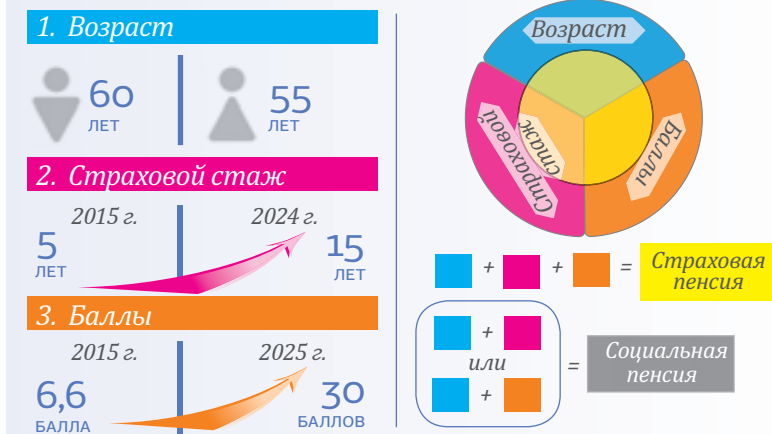 1. Возраст
60
ЛЕТ
55
ЛЕТ
2. Страховой стаж
2015 г.
2024 г.
5
ЛЕТ
15
ЛЕТ
3. Баллы
2015 г.
2025 г.
6,6
БАЛЛА
30
БАЛЛОВ
Возраст
Страховой
стаж
Баллы
+ + = Страховая
пенсия
+
или
+
= Социальная
пенсия